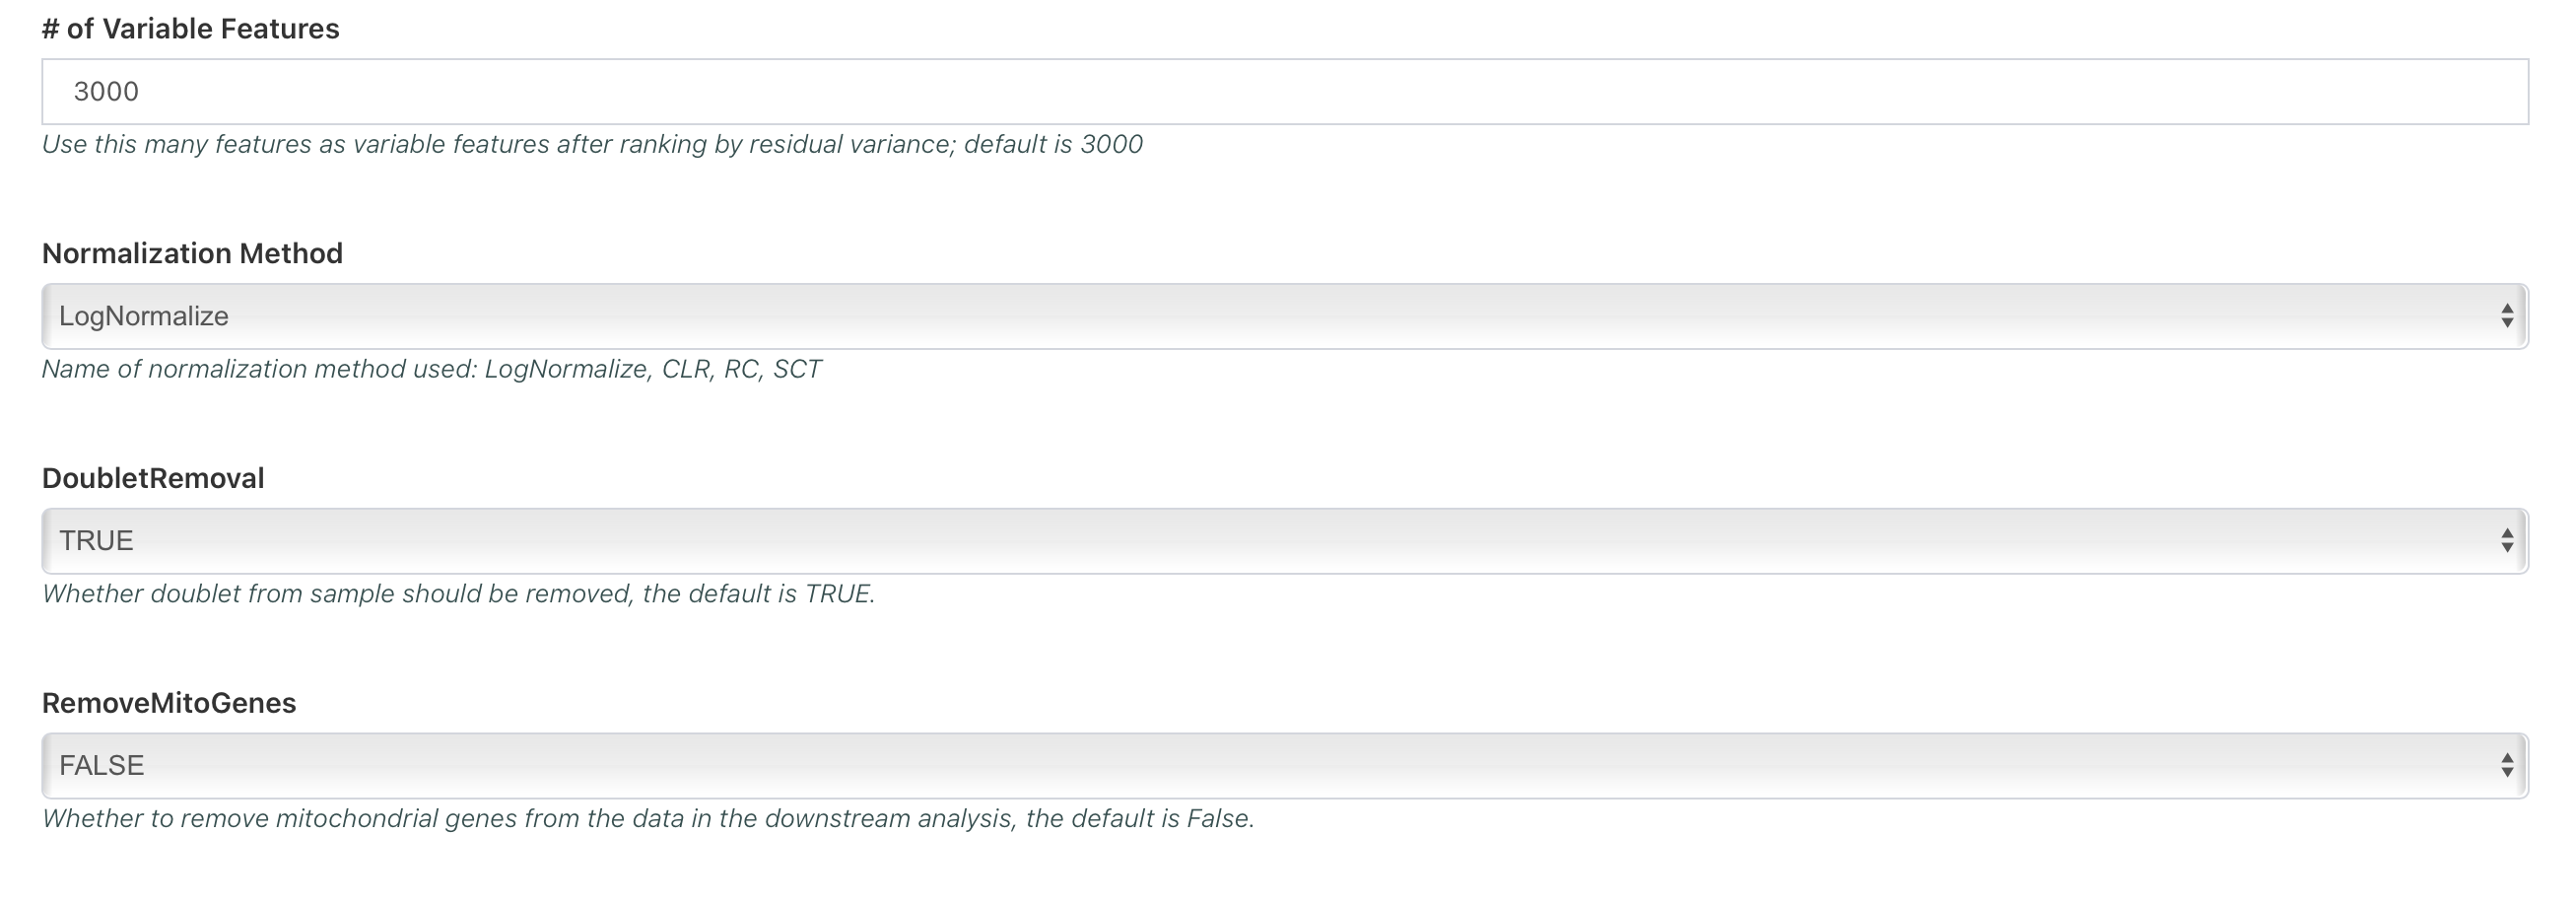 # of Variable Features
3000
Use this many features as variable features after ranking by residual variance; default is 3000
Normalization Method
LogNormalize
Name of normalization method used: LogNormalize, CLR, RC, SCT
DoubletRemoval
TRUE
Whether doublet from sample should be removed, the default is TRUE.
RemoveMitoGenes
FALSE
Whether to remove mitochondrial genes from the data in the downstream analysis, the default is False.